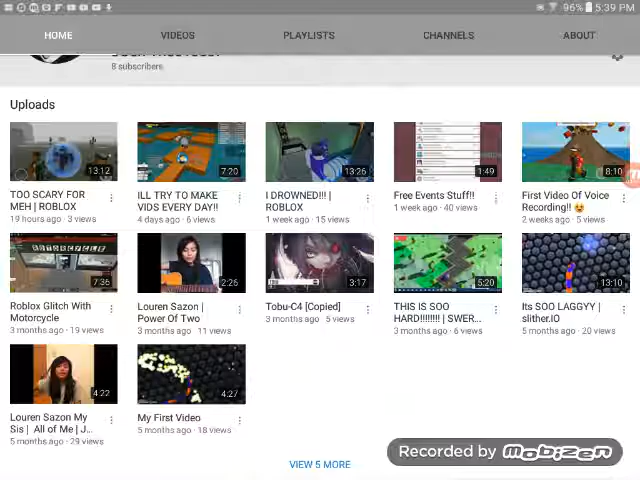 96% 5:39 PM
HOME VIDEOS PLAYLISTS CHANNELS ABOUT
8 subscribers
Uploads
13:12 7:20 13:26 1:49 8:10
TOO SCARY FOR MEH | ROBLOX
19 hours ago · 3 views
ILL TRY TO MAKE VIDS EVERY DAY!!
4 days ago · 6 views
I DROWNED!!! | ROBLOX
1 week ago · 15 views
Free Events Stuff!!
1 week ago · 40 views
First Video Of Voice Recording!! 😝
2 weeks ago · 5 views
7:36 2:26 3:17 5:20 13:10
Roblox Glitch With Motorcycle
3 months ago · 19 views
Louren Sazon | Power Of Two
3 months ago · 11 views
Tobu-C4 [Copied]
3 months ago · 5 views
THIS IS SOO HARD!!!!!!!! | SWER...
3 months ago · 6 views
Its SOO LAGGYY | slither.IO
5 months ago · 20 views
4:22 4:27
Louren Sazon My Sis | All of Me | J...
5 months ago · 29 views
My First Video
5 months ago · 18 views
VIEW 5 MORE
Recorded by Mobizen